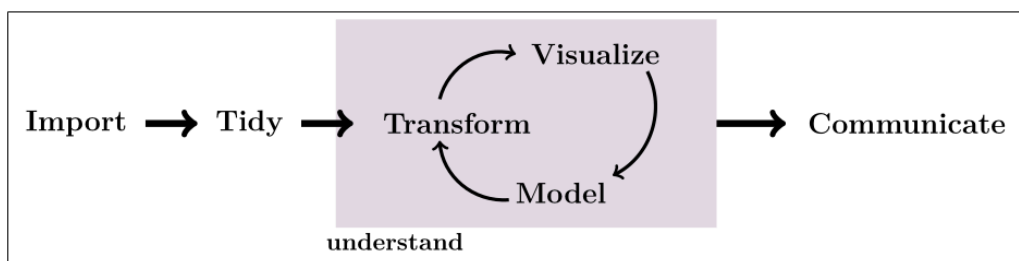 Visualize
Import Tidy Transform Communicate
Model
understand